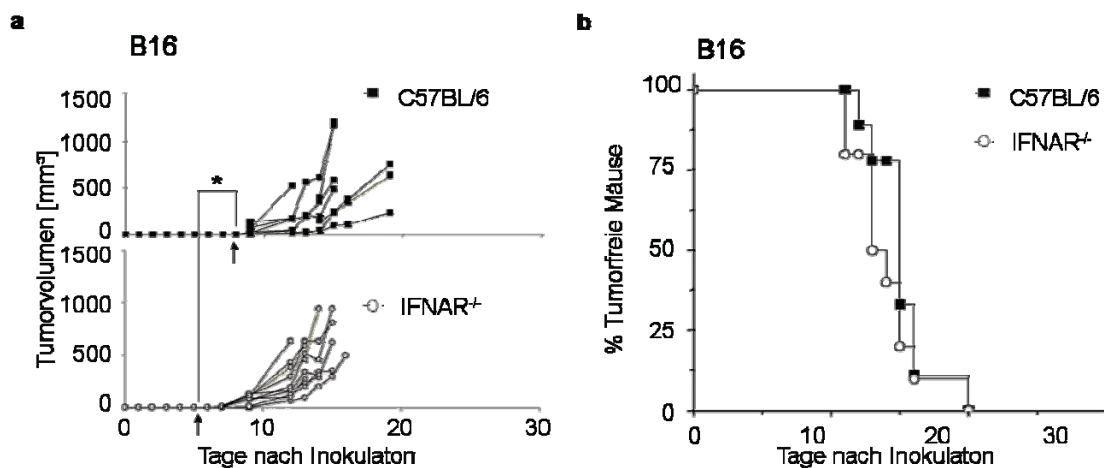 a
B16
C57BL/6
Tumorvolumen [mm³]
1500
1000
500
0
*
1500
1000
500
0
IFNAR-/-
0
10
20
30
Tage nach Inokulaton
b
B16
C57BL/6
IFNAR-/-
% Tumorfreie Mäuse
100
75
50
25
0
0
10
20
30
Tage nach Inokulaton